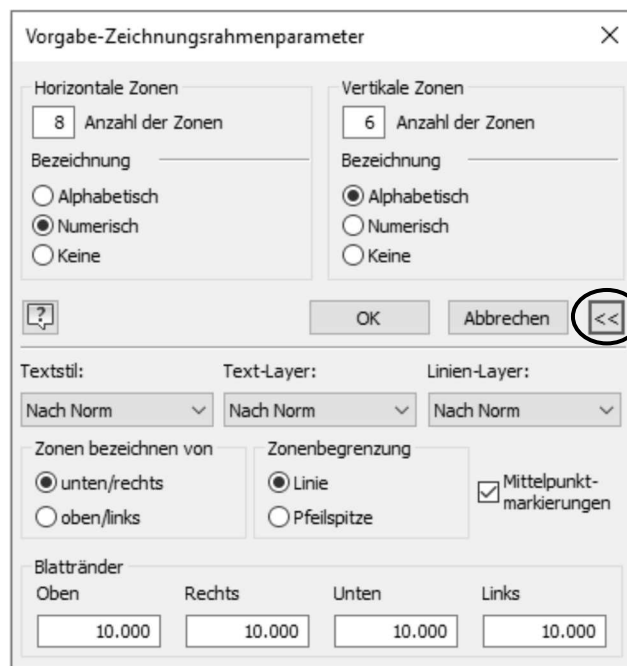 Vorgabe-Zeichnungsrahmenparameter
Horizontale Zonen Vertikale Zonen
8 Anzahl der Zonen 6 Anzahl der Zonen
Bezeichnung Bezeichnung
Alphabetisch Alphabetisch
Numerisch Numerisch
Keine Keine
? OK Abbrechen <<
Textstil: Text-Layer: Linien-Layer:
Nach Norm Nach Norm Nach Norm
Zonen bezeichnen von Zonenbegrenzung
unten/rechts Linie Mittelpunkt-
oben/links Pfeilspitze markierungen
Blattränder
Oben Rechts Unten Links
10.000 10.000 10.000 10.000